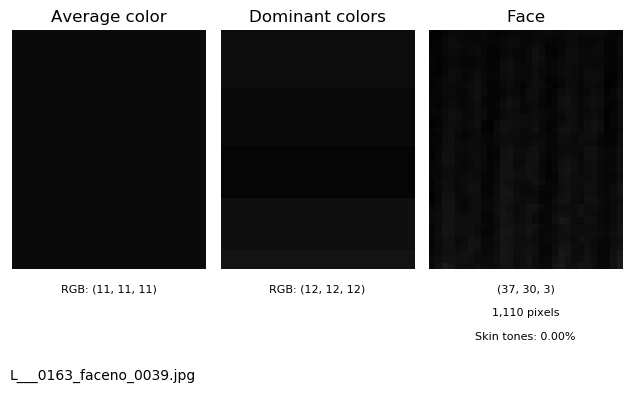 Average color
Dominant colors
Face
RGB: (11, 11, 11)
RGB: (12, 12, 12)
(37, 30, 3)
1,110 pixels
Skin tones: 0.00%
L___0163_faceno_0039.jpg